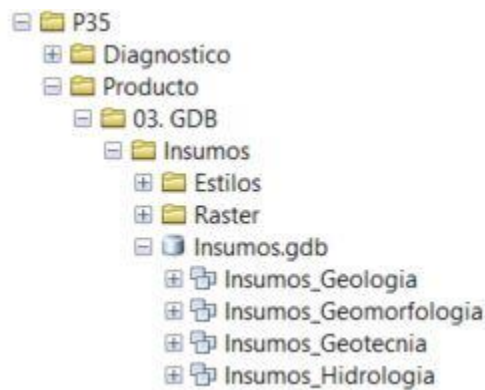 P35
Diagnostico
Producto
03. GDB
Insumos
Estilos
Raster
Insumos.gdb
Insumos_Geologia
Insumos_Geomorfologia
Insumos_Geotecnia
Insumos_Hidrologia